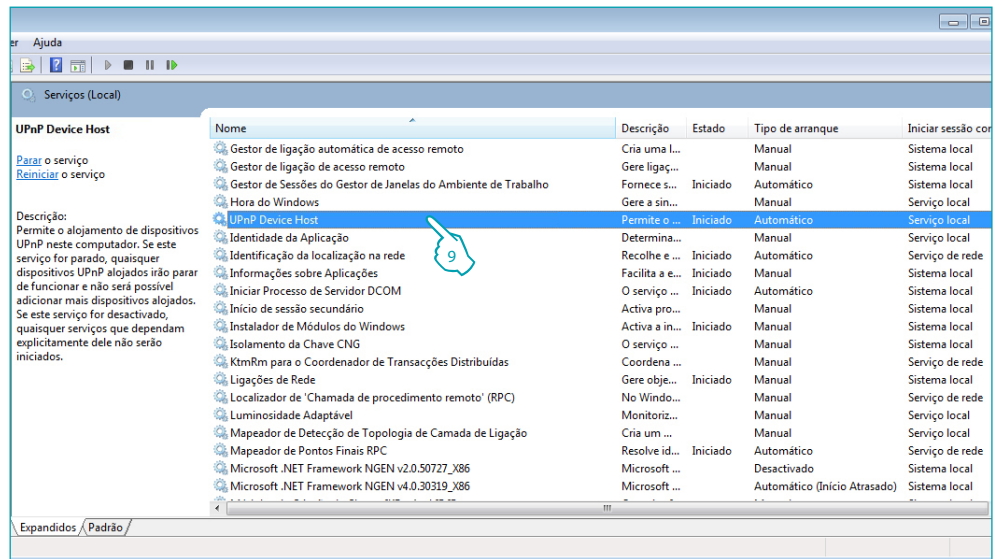 er Ajuda
Serviços (Local)
UPnP Device Host
Parar o serviço
Reiniciar o serviço
Descrição:
Permite o alojamento de dispositivos
UPnP neste computador. Se este
serviço for parado, quaisquer
dispositivos UPnP alojados irão parar
de funcionar e não será possível
adicionar mais dispositivos alojados.
Se este serviço for desactivado,
quaisquer serviços que dependam
explicitamente dele não serão
iniciados.
Nome Descrição Estado Tipo de arranque Iniciar sessão con
Gestor de ligação automática de acesso remoto Cria uma l... Manual Sistema local
Gestor de ligação de acesso remoto Gere ligaç... Manual Sistema local
Gestor de Sessões do Gestor de Janelas do Ambiente de Trabalho Fornece s... Iniciado Automático Sistema local
Hora do Windows Gere a sin... Manual Serviço local
UPnP Device Host Permite o ... Iniciado Automático Serviço local
Identidade da Aplicação Determina... Manual Serviço local
Identificação da localização na rede Recolhe e ... Iniciado Automático Serviço de rede
9
Informações sobre Aplicações Facilita a e... Iniciado Manual Sistema local
Iniciar Processo de Servidor DCOM O serviço ... Iniciado Automático Sistema local
Início de sessão secundário Activa pro... Manual Sistema local
Instalador de Módulos do Windows Activa a in... Iniciado Manual Sistema local
Isolamento da Chave CNG O serviço ... Manual Sistema local
KtmRm para o Coordenador de Transacções Distribuídas Coordena ... Manual Serviço de rede
Ligações de Rede Gere obje... Iniciado Manual Sistema local
Localizador de 'Chamada de procedimento remoto' (RPC) No Windo... Manual Serviço de rede
Luminosidade Adaptável Monitoriz... Manual Serviço local
Mapeador de Detecção de Topologia de Camada de Ligação Cria um ... Manual Serviço local
Mapeador de Pontos Finais RPC Resolve id... Iniciado Automático Serviço de rede
Microsoft .NET Framework NGEN v2.0.50727_X86 Microsoft ... Desactivado Sistema local
Microsoft .NET Framework NGEN v4.0.30319_X86 Microsoft ... Automático (Início Atrasado) Sistema local
Expandidos Padrão